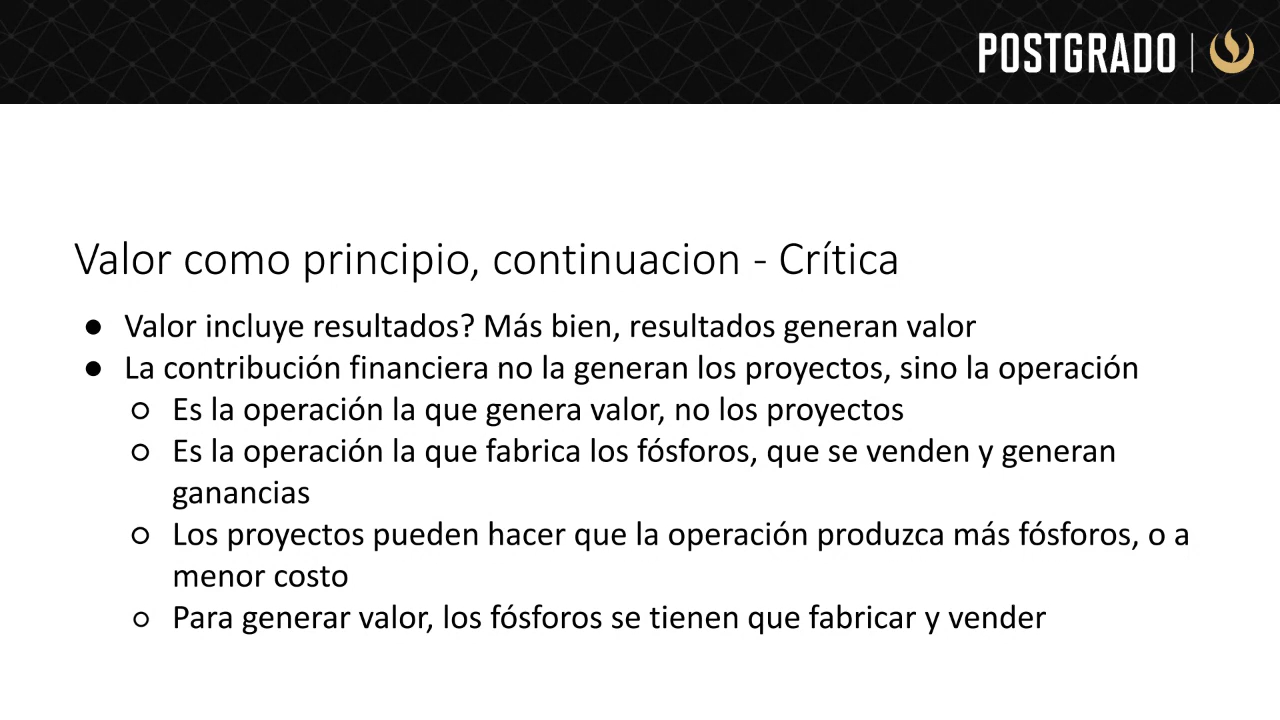 POSTGRADO
Valor como principio, continuacion - Crítica
● Valor incluye resultados? Más bien, resultados generan valor
● La contribución financiera no la generan los proyectos, sino la operación
○ Es la operación la que genera valor, no los proyectos
○ Es la operación la que fabrica los fósforos, que se venden y generan
ganancias
○ Los proyectos pueden hacer que la operación produzca más fósforos, o a
menor costo
○ Para generar valor, los fósforos se tienen que fabricar y vender